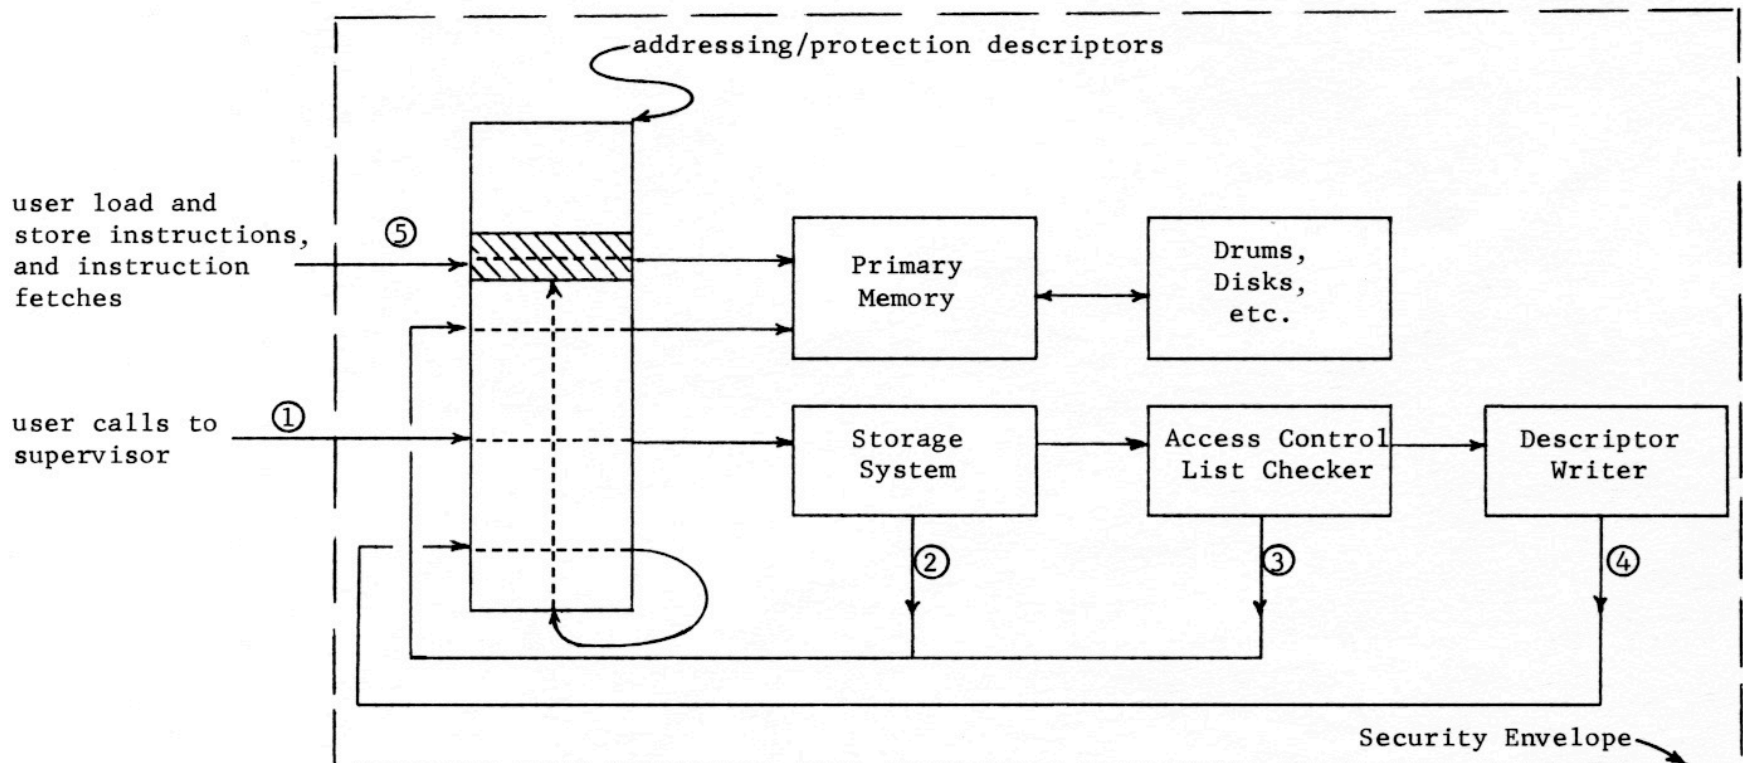 addressing/protection descriptors
user load and
store instructions,
and instruction
fetches
⑤
Primary
Memory
Drums,
Disks,
etc.
user calls to
supervisor
①
Storage
System
Access Control
List Checker
Descriptor
Writer
②
③
④
Security Envelope